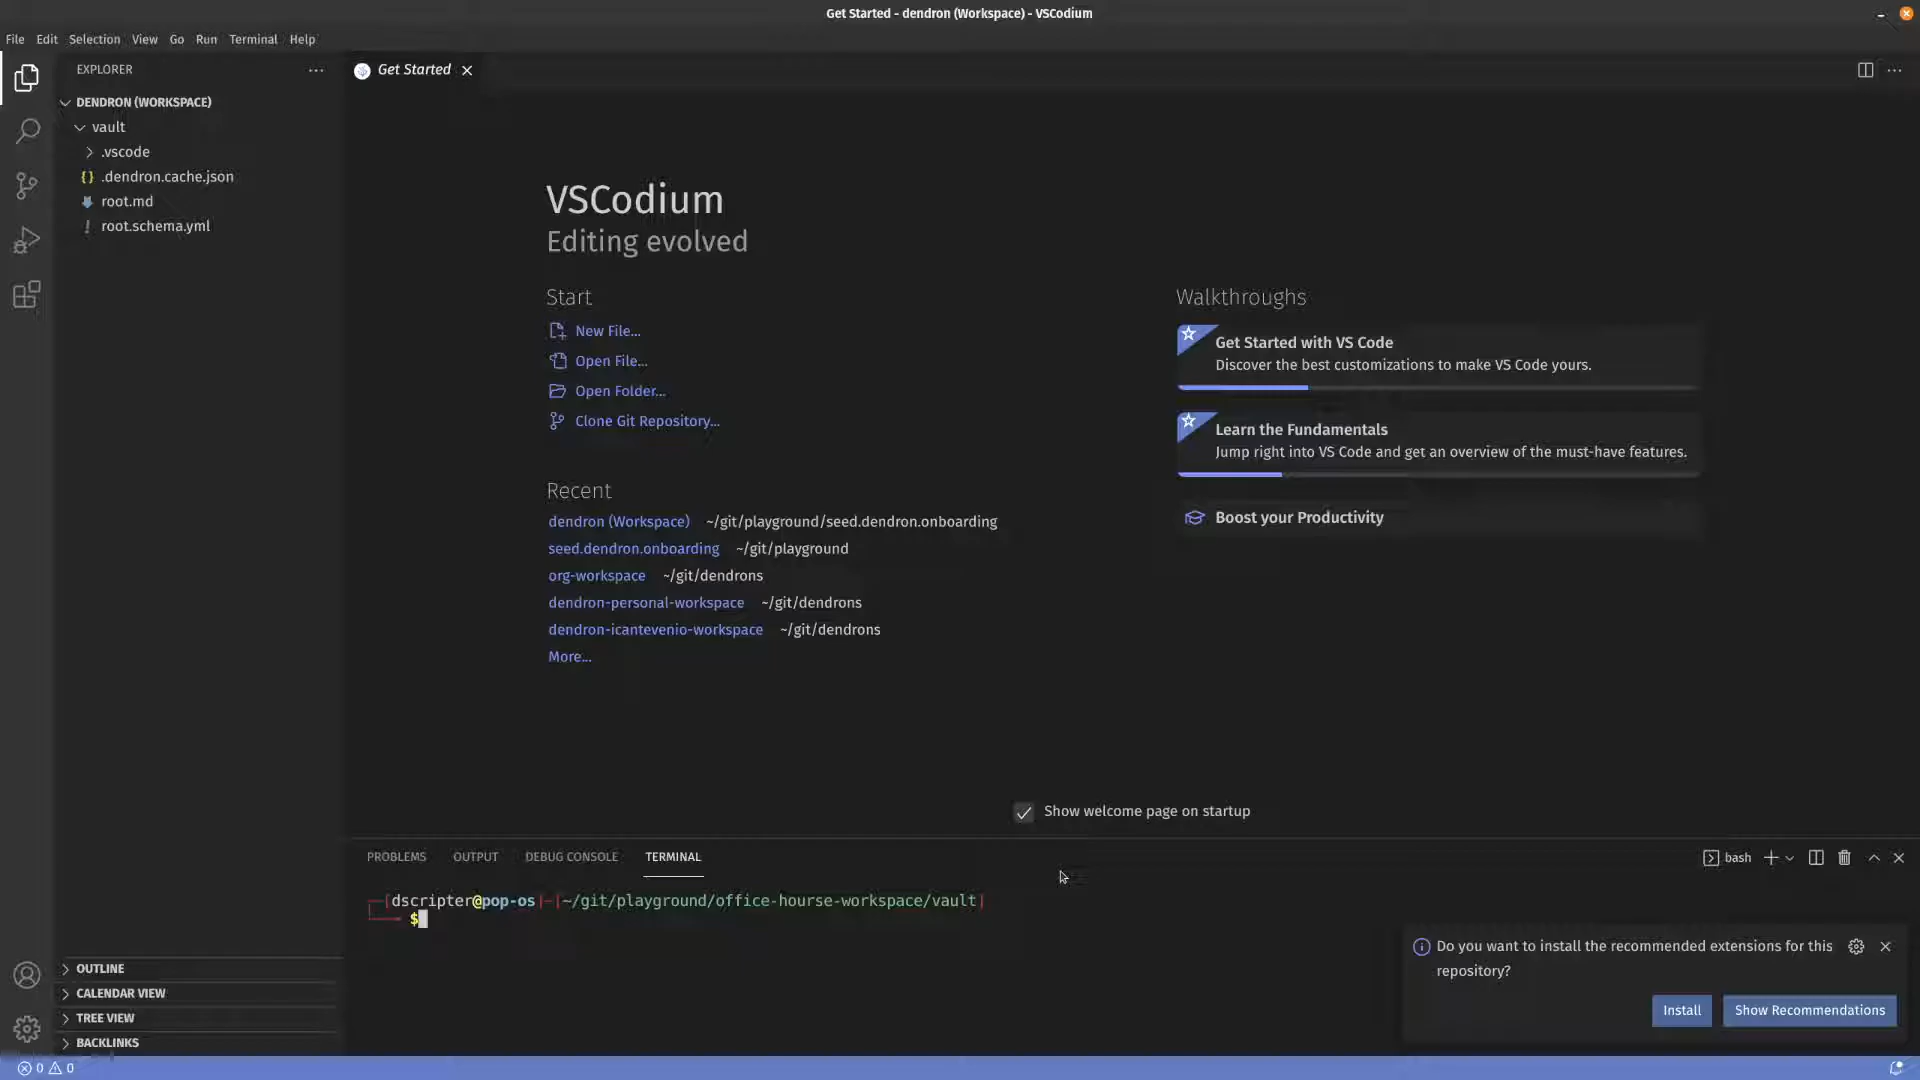 Get Started - dendron (Workspace) - VSCodium
File Edit Selection View Go Run Terminal Help
EXPLORER
Get Started
DENDRON (WORKSPACE)
vault
.vscode
{} .dendron.cache.json
root.md
! root.schema.yml
VSCodium
Editing evolved
Start
New File...
Open File...
Open Folder...
Clone Git Repository...
Recent
dendron (Workspace) ~/git/playground/seed.dendron.onboarding
seed.dendron.onboarding ~/git/playground
org-workspace ~/git/dendrons
dendron-personal-workspace ~/git/dendrons
dendron-icantevenio-workspace ~/git/dendrons
More...
Walkthroughs
Get Started with VS Code
Discover the best customizations to make VS Code yours.
Learn the Fundamentals
Jump right into VS Code and get an overview of the must-have features.
Boost your Productivity
Show welcome page on startup
PROBLEMS OUTPUT DEBUG CONSOLE TERMINAL
bash
[dscripter@pop-os]-[~/git/playground/office-hourse-workspace/vault]
$
Do you want to install the recommended extensions for this
repository?
Install Show Recommendations
OUTLINE
CALENDAR VIEW
TREE VIEW
BACKLINKS
0 0